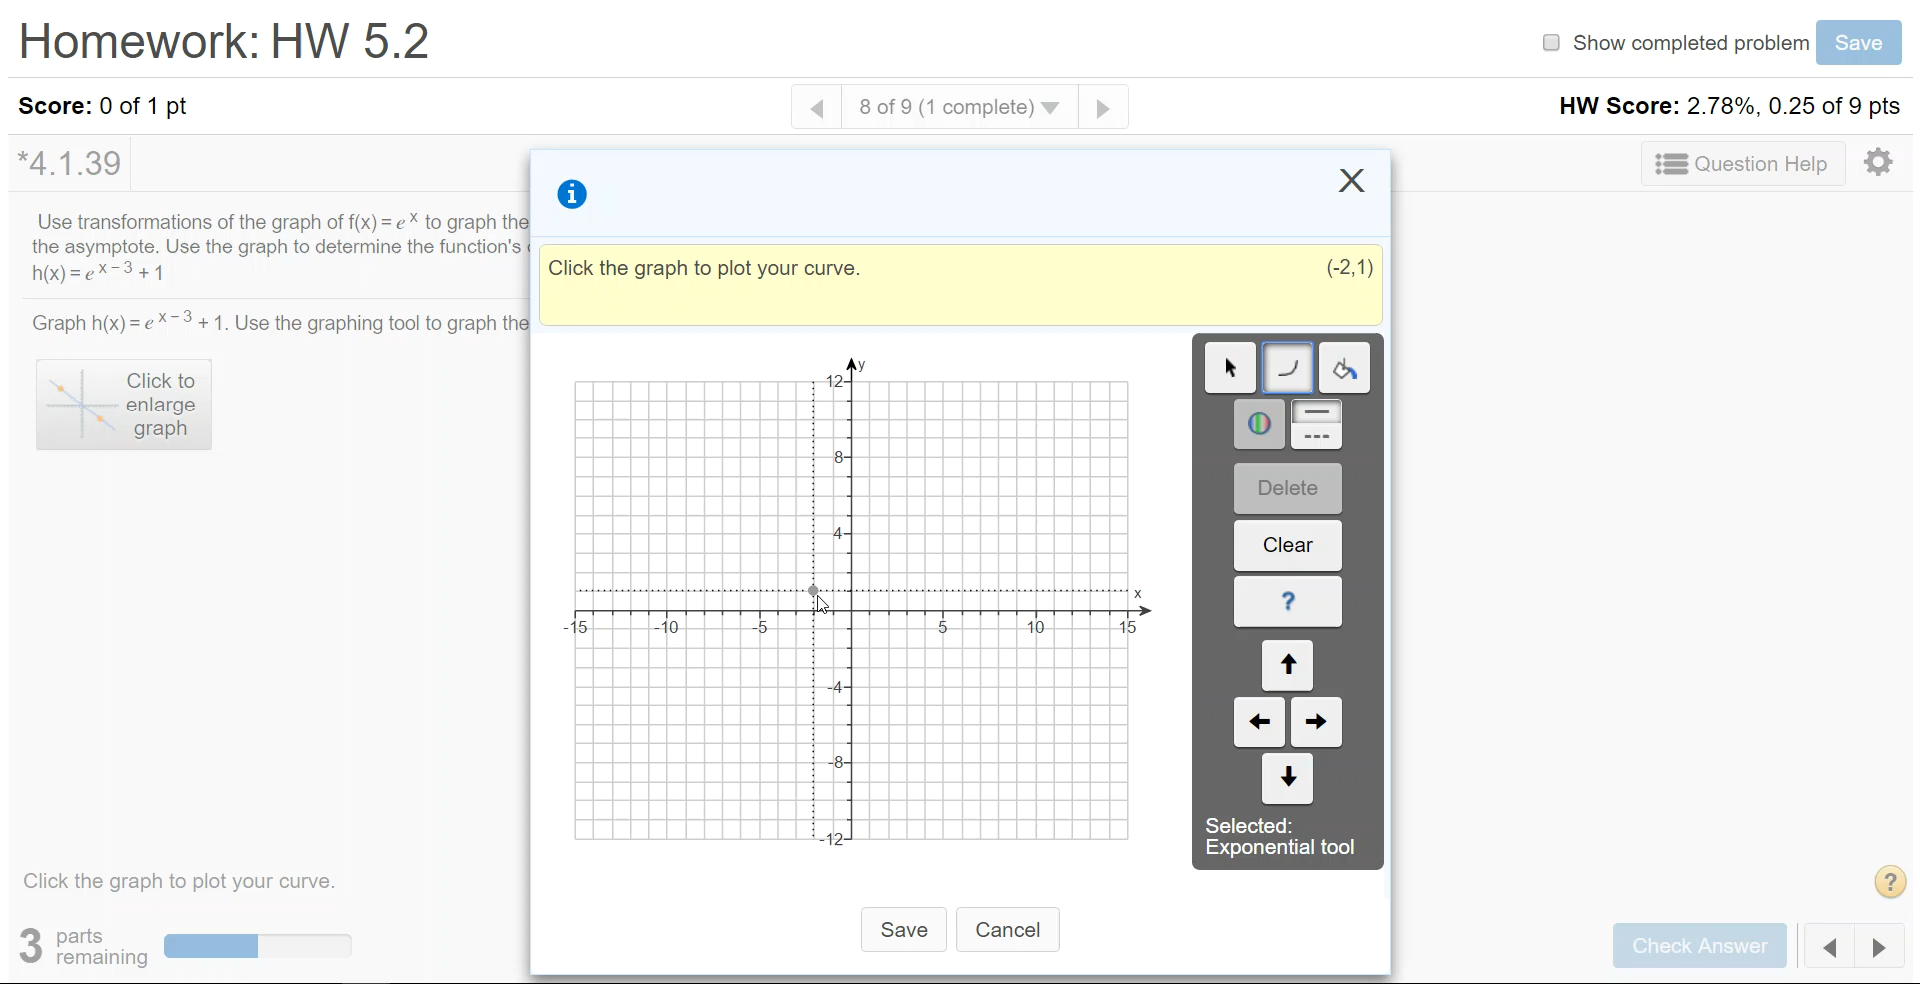 Homework: HW 5.2
Show completed problem
Save
Score: 0 of 1 pt
8 of 9 (1 complete)
HW Score: 2.78%, 0.25 of 9 pts
*4.1.39
Question Help
Use transformations of the graph of f(x) = e^x to graph the
the asymptote. Use the graph to determine the function's
h(x) = e^x − 3 + 1
Graph h(x) = e^x − 3 + 1. Use the graphing tool to graph the
Click to
enlarge
graph
Click the graph to plot your curve.
(-2,1)
y
12
8
4
x
-15
-10
-5
5
10
15
-4
-8
-12
Delete
Clear
?
Selected:
Exponential tool
Save
Cancel
Click the graph to plot your curve.
3 parts
remaining
?
Check Answer